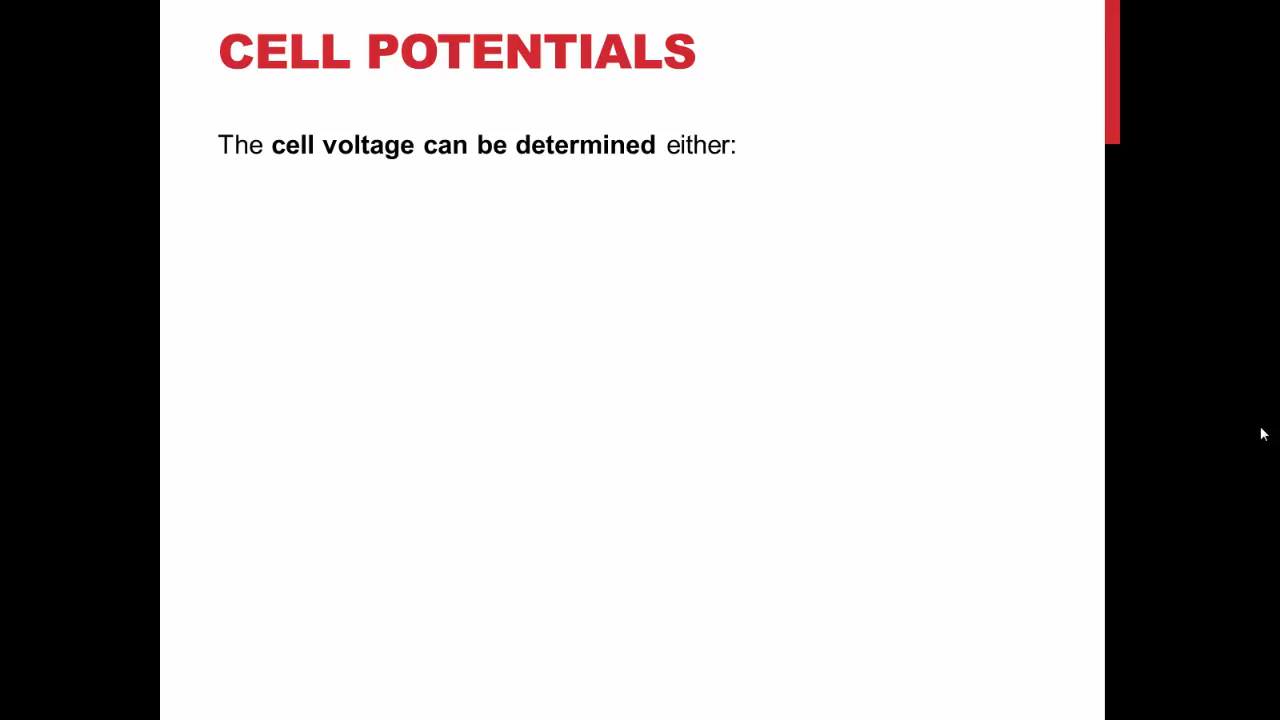 CELL POTENTIALS
The cell voltage can be determined either: